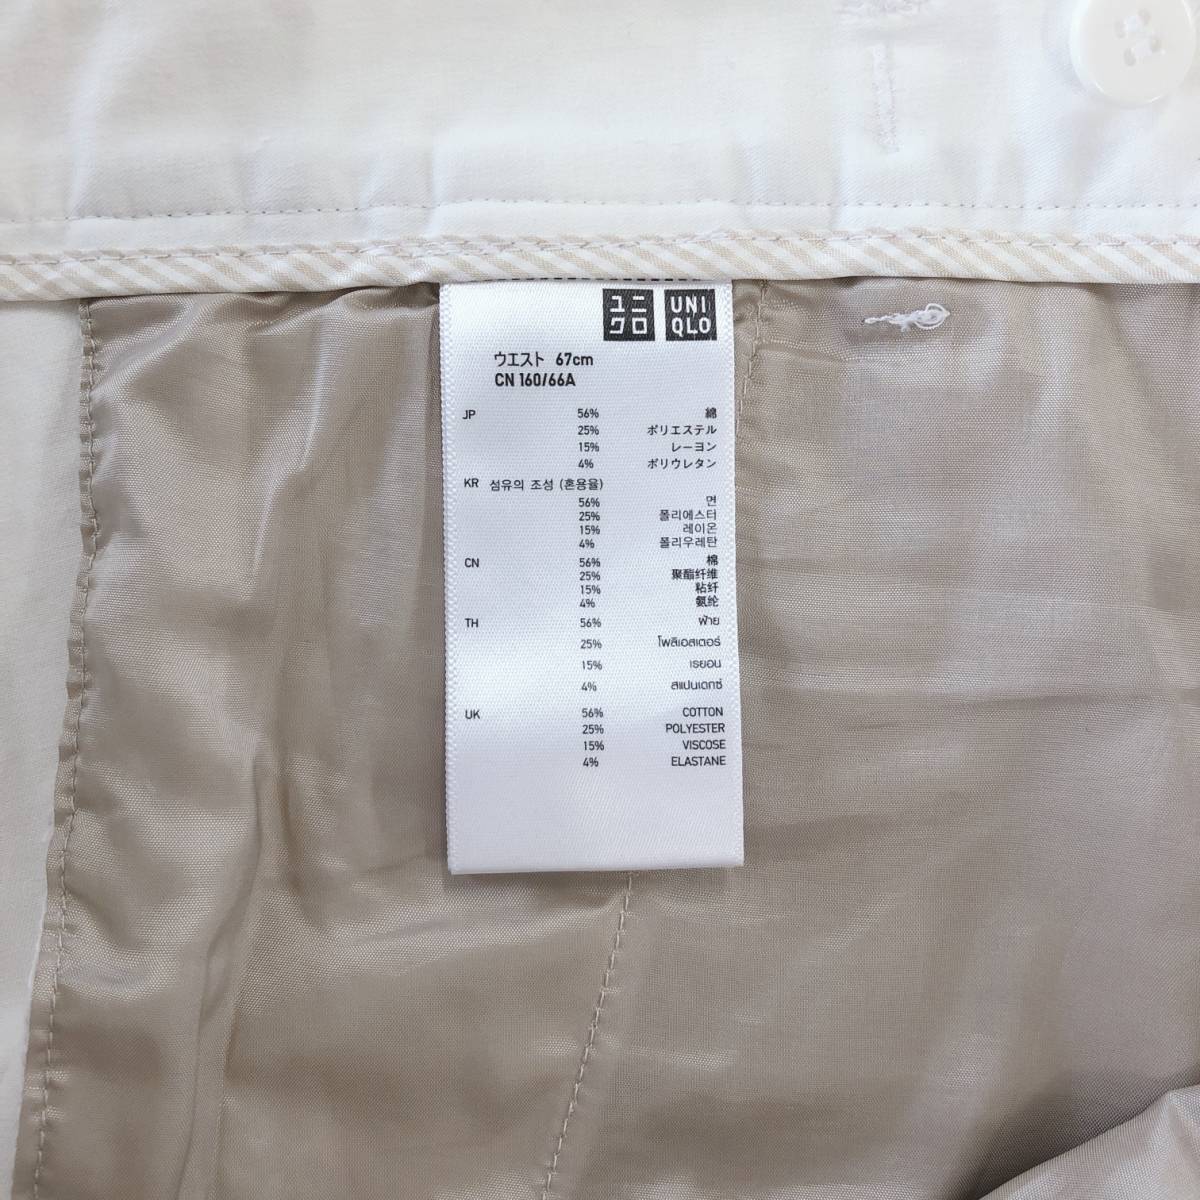 ユニ UNI
クロ QLO
ウエスト 67cm
CN 160/66A
JP 56% 綿
25% ポリエステル
15% レーヨン
4% ポリウレタン
KR 섬유의 조성 (혼용율)
56% 면
25% 폴리에스터
15% 레이온
4% 폴리우레탄
CN 56% 棉
25% 聚酯纤维
15% 粘纤
4% 氨纶
TH 56% ฝ้าย
25% โพลีเอสเตอร์
15% เรยอน
4% สแปนเดกซ์
UK 56% COTTON
25% POLYESTER
15% VISCOSE
4% ELASTANE